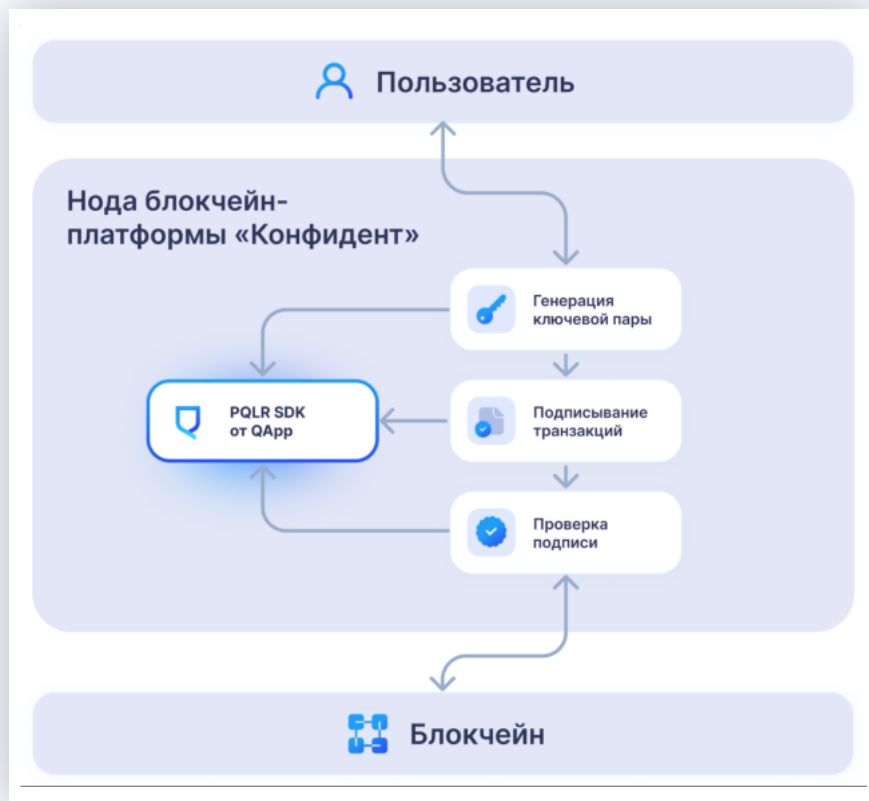 Пользователь
Нода блокчейн-
платформы «Конфидент»
Генерация
ключевой пары
PQLR SDK
от QApp
Подписывание
транзакций
Проверка
подписи
Блокчейн